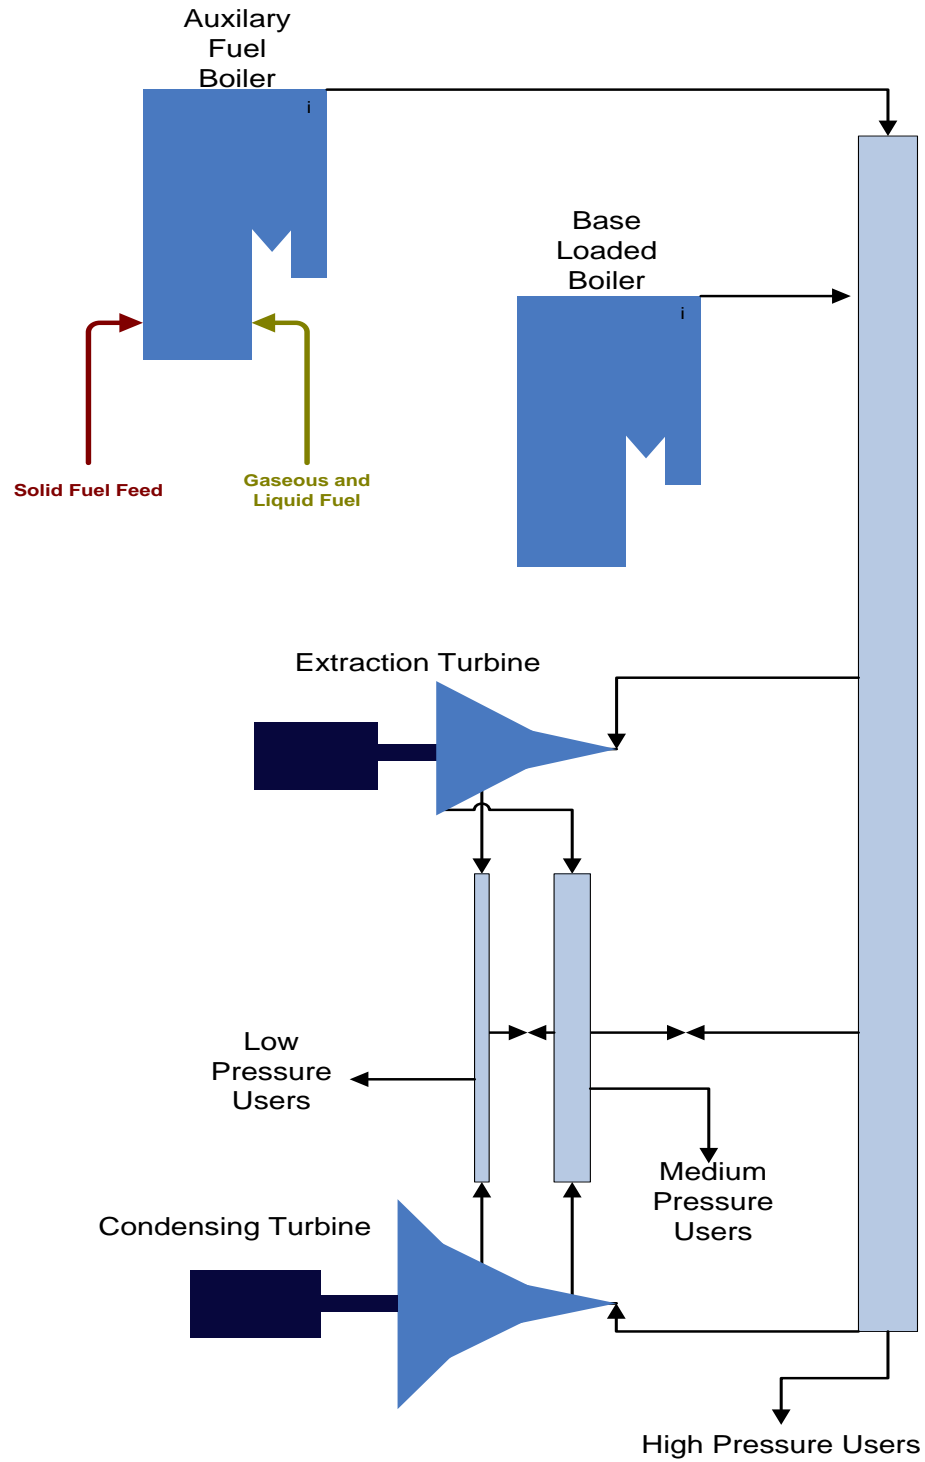 Auxilary
Fuel
Boiler
i
Base
Loaded
Boiler
i
Solid Fuel Feed
Gaseous and
Liquid Fuel
Extraction Turbine
Low
Pressure
Users
Medium
Pressure
Users
Condensing Turbine
High Pressure Users